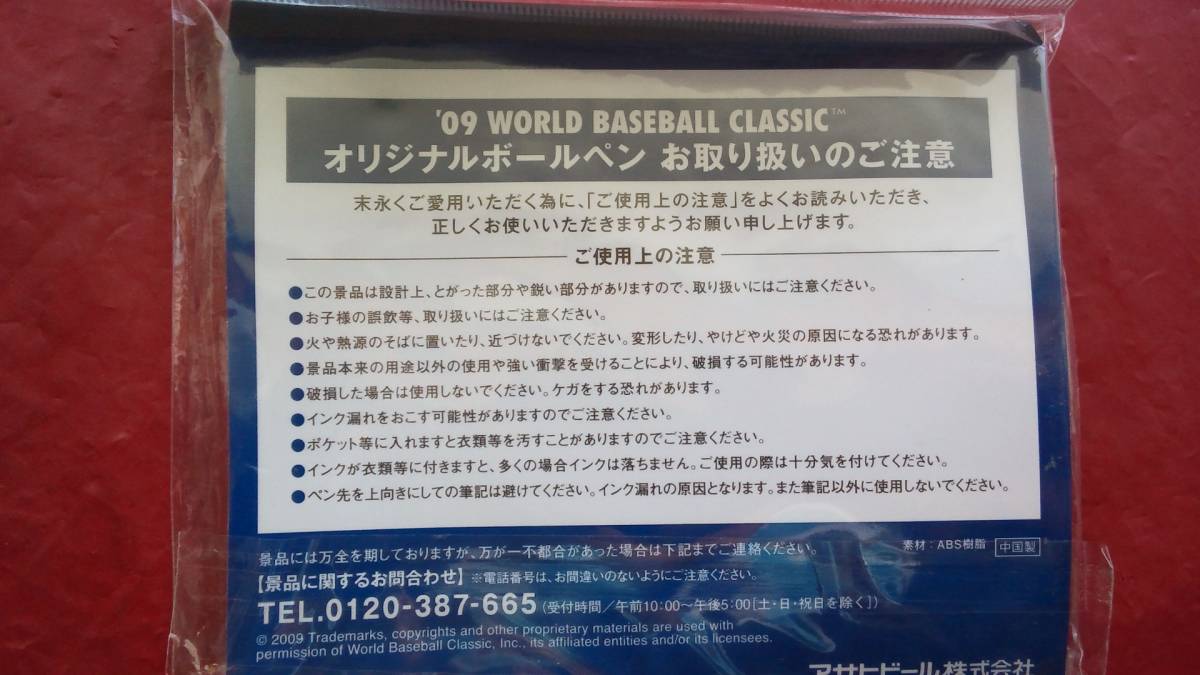 '09 WORLD BASEBALL CLASSIC™
オリジナルボールペン お取り扱いのご注意
末永くご愛用いただく為に、「ご使用上の注意」をよくお読みいただき、
正しくお使いいただきますようお願い申し上げます。
ご使用上の注意
●この景品は設計上、とがった部分や鋭い部分がありますので、取り扱いにはご注意ください。
●お子様の誤飲等、取り扱いにはご注意ください。
●火や熱源のそばに置いたり、近づけないでください。変形したり、やけどや火災の原因になる恐れがあります。
●景品本来の用途以外の使用や強い衝撃を受けることにより、破損する可能性があります。
●破損した場合は使用しないでください。ケガをする恐れがあります。
●インク漏れをおこす可能性がありますのでご注意ください。
●ポケット等に入れますと衣類等を汚すことがありますのでご注意ください。
●インクが衣類等に付きますと、多くの場合インクは落ちません。ご使用の際は十分気を付けてください。
●ペン先を上向きにしての筆記は避けてください。インク漏れの原因となります。また筆記以外に使用しないでください。
素材：ABS樹脂 中国製
景品には万全を期しておりますが、万が一不都合があった場合は下記までご連絡ください。
【景品に関するお問合わせ】※電話番号は、お間違いのないようにご注意ください。
TEL.0120-387-665（受付時間／午前10:00〜午後5:00［土・日・祝日を除く］）
© 2009 Trademarks, copyrights and other proprietary materials are used with
permission of World Baseball Classic, Inc., its affiliated entities and/or its licensees.
アサヒビール株式会社